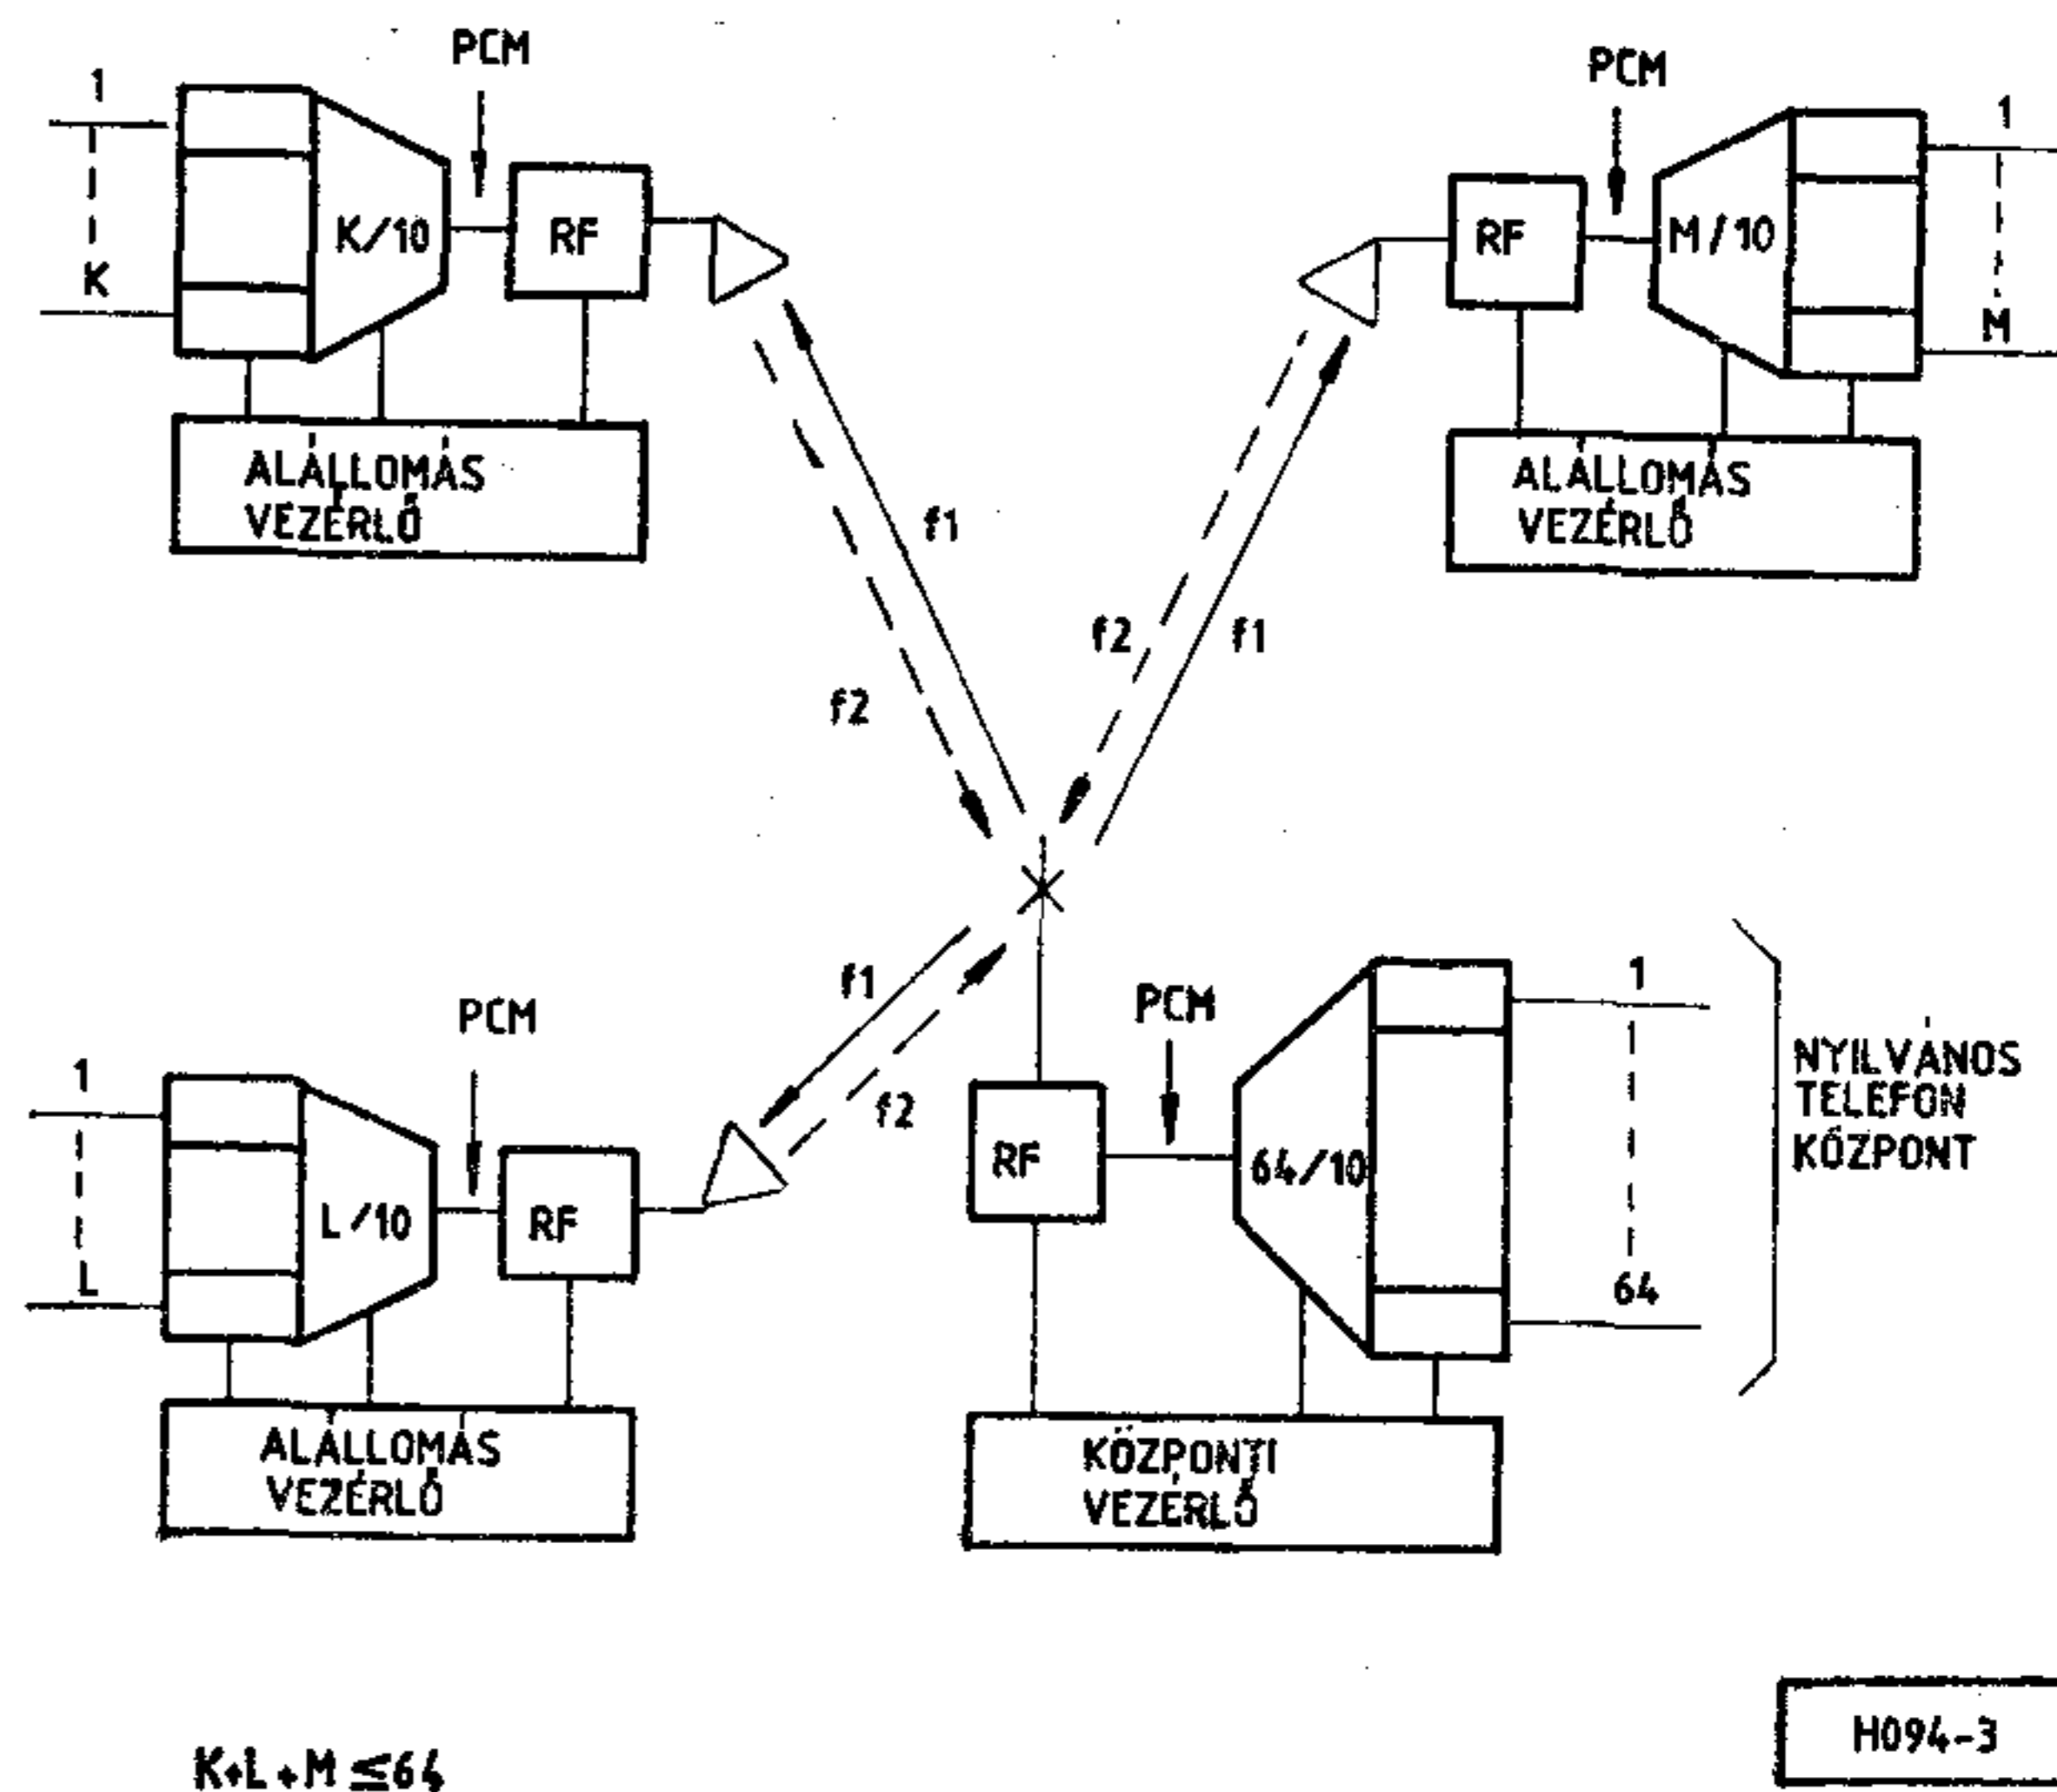 PCM
1
K
K/10
RF
ALÁLLOMÁS
VEZÉRLŐ
PCM
1
M
RF
M/10
ALÁLLOMÁS
VEZÉRLŐ
f1
f2
f2
f1
f1
f2
PCM
1
L
L/10
RF
ALÁLLOMÁS
VEZÉRLŐ
PCM
RF
64/10
1
64
NYILVÁNOS
TELEFON
KÖZPONT
KÖZPONTI
VEZÉRLŐ
K+L+M ≦64
H094-3